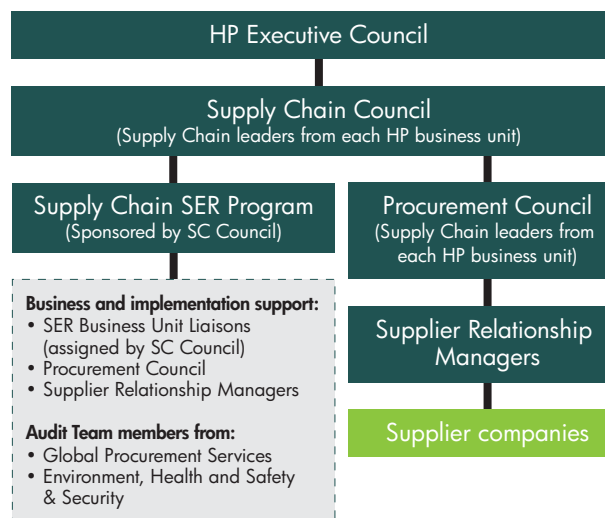 HP Executive Council
Supply Chain Council
(Supply Chain leaders from each HP business unit)
Supply Chain SER Program
(Sponsored by SC Council)
Business and implementation support:
• SER Business Unit Liaisons
(assigned by SC Council)
• Procurement Council
• Supplier Relationship Managers
Audit Team members from:
• Global Procurement Services
• Environment, Health and Safety
& Security
Procurement Council
(Supply Chain leaders from
each HP business unit)
Supplier Relationship
Managers
Supplier companies